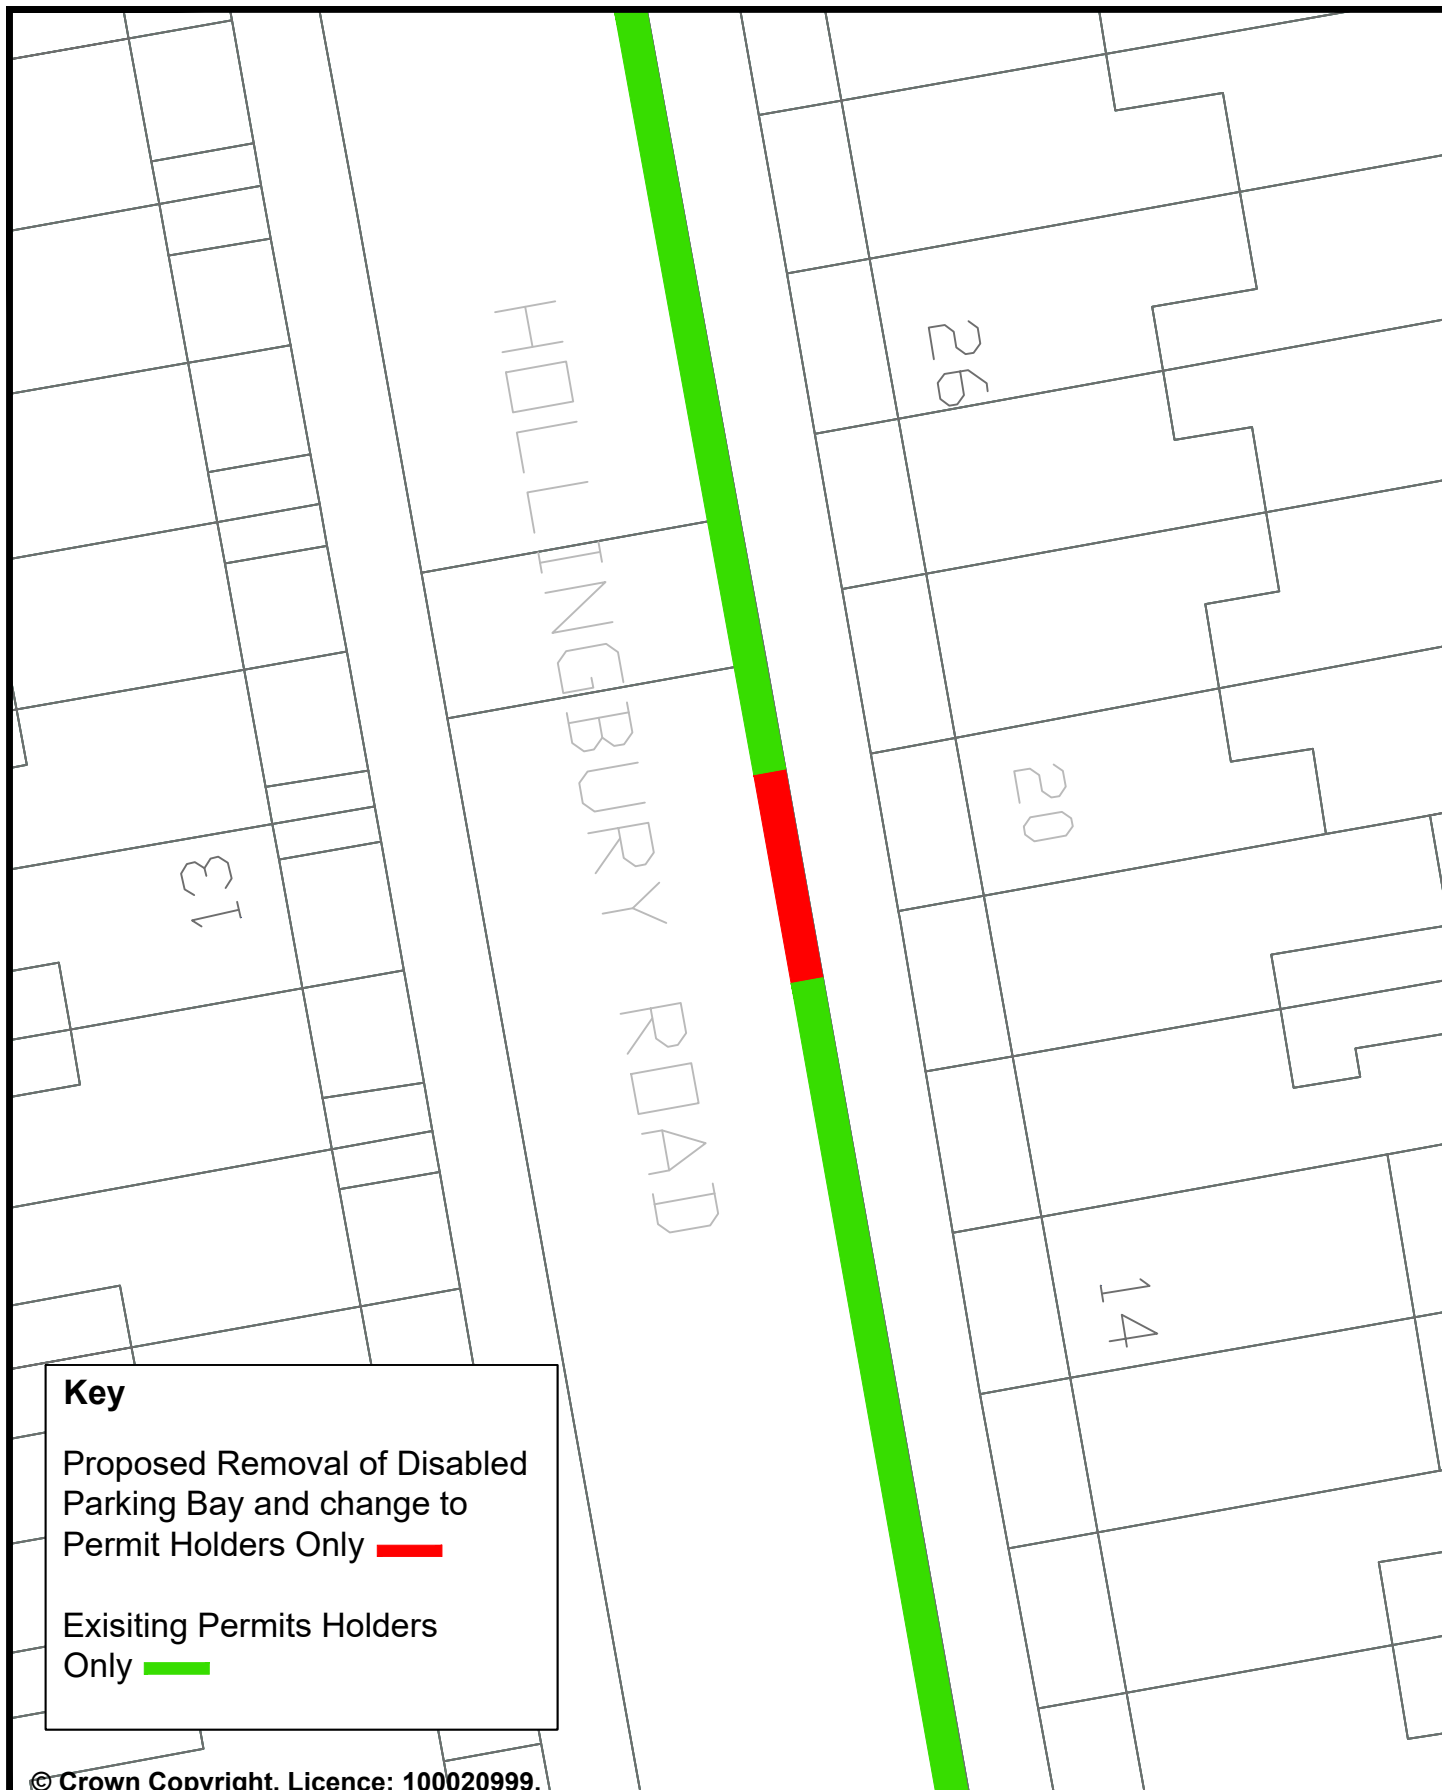 HOLLINGBURY ROAD
26
20
13
14
Key
Proposed Removal of Disabled
Parking Bay and change to
Permit Holders Only
Exisiting Permits Holders
Only
© Crown Copyright. Licence: 100020999.